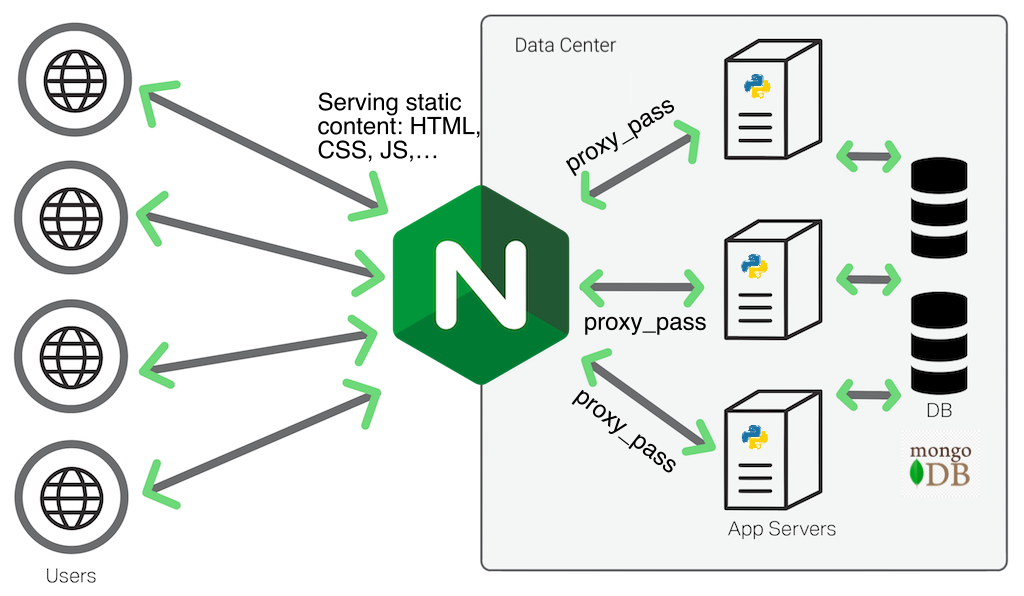 Data Center
Serving static
content: HTML,
CSS, JS,...
proxy_pass
N
proxy_pass
proxy_pass
DB
mongo
DB
App Servers
Users